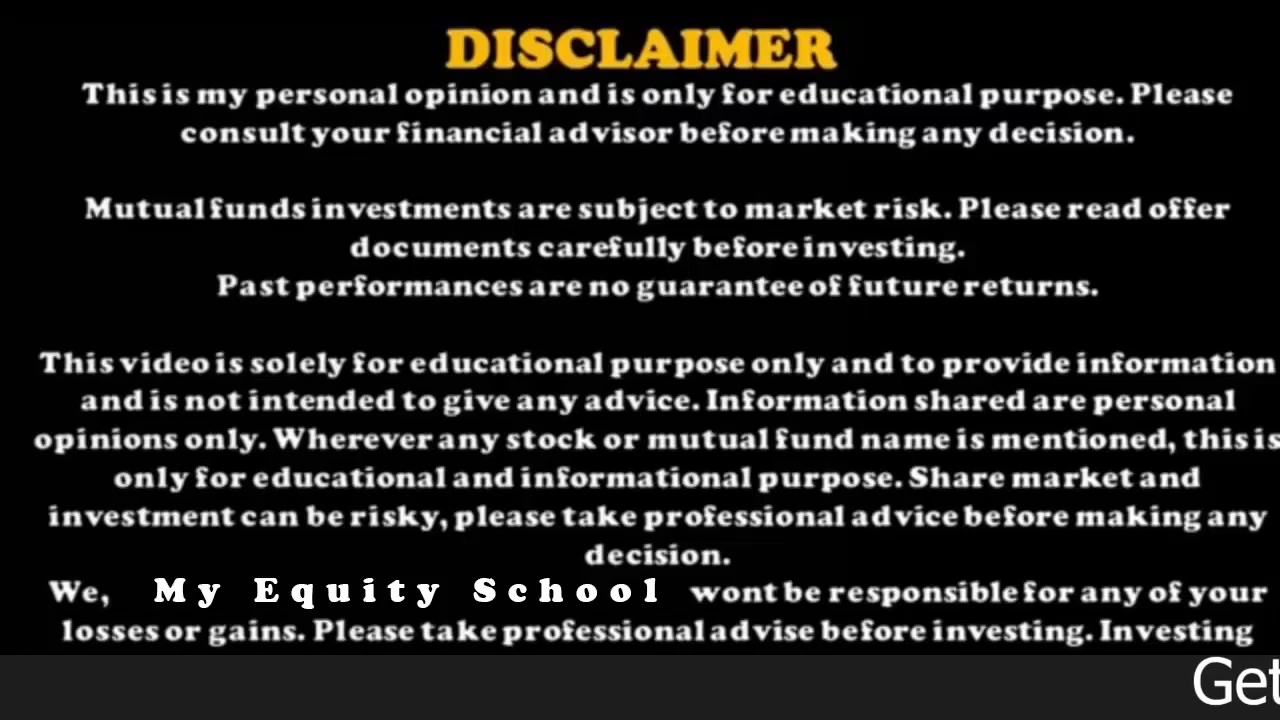 DISCLAIMER
This is my personal opinion and is only for educational purpose. Please
consult your financial advisor before making any decision.
Mutual funds investments are subject to market risk. Please read offer
documents carefully before investing.
Past performances are no guarantee of future returns.
This video is solely for educational purpose only and to provide information
and is not intended to give any advice. Information shared are personal
opinions only. Wherever any stock or mutual fund name is mentioned, this is
only for educational and informational purpose. Share market and
investment can be risky, please take professional advice before making any
decision.
We, My Equity School wont be responsible for any of your
losses or gains. Please take professional advise before investing. Investing
Get